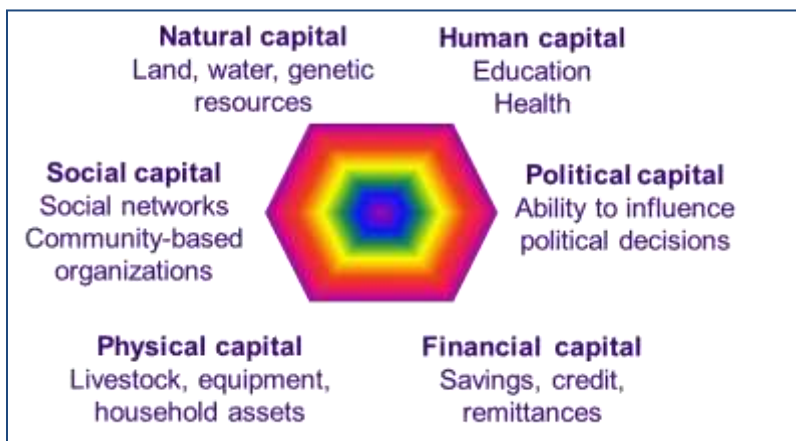 Natural capital
Land, water, genetic
resources
Human capital
Education
Health
Social capital
Social networks
Community-based
organizations
Political capital
Ability to influence
political decisions
Physical capital
Livestock, equipment,
household assets
Financial capital
Savings, credit,
remittances